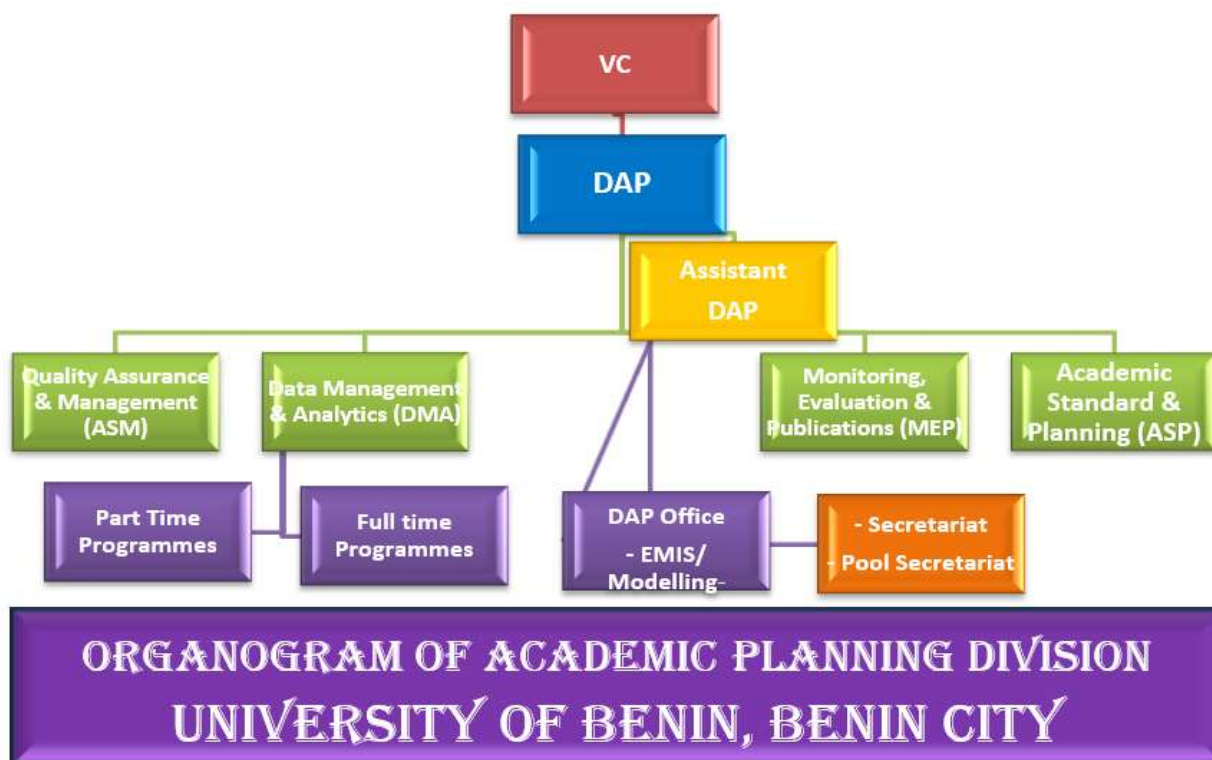 VC
DAP
Assistant
DAP
Quality Assurance
& Management
(ASM)
Data Management
& Analytics (DMA)
Monitoring,
Evaluation &
Publications (MEP)
Academic
Standard &
Planning (ASP)
Part Time
Programmes
Full time
Programmes
DAP Office
- EMIS/
Modelling-
- Secretariat
- Pool Secretariat
ORGANOGRAM OF ACADEMIC PLANNING DIVISION
UNIVERSITY OF BENIN, BENIN CITY